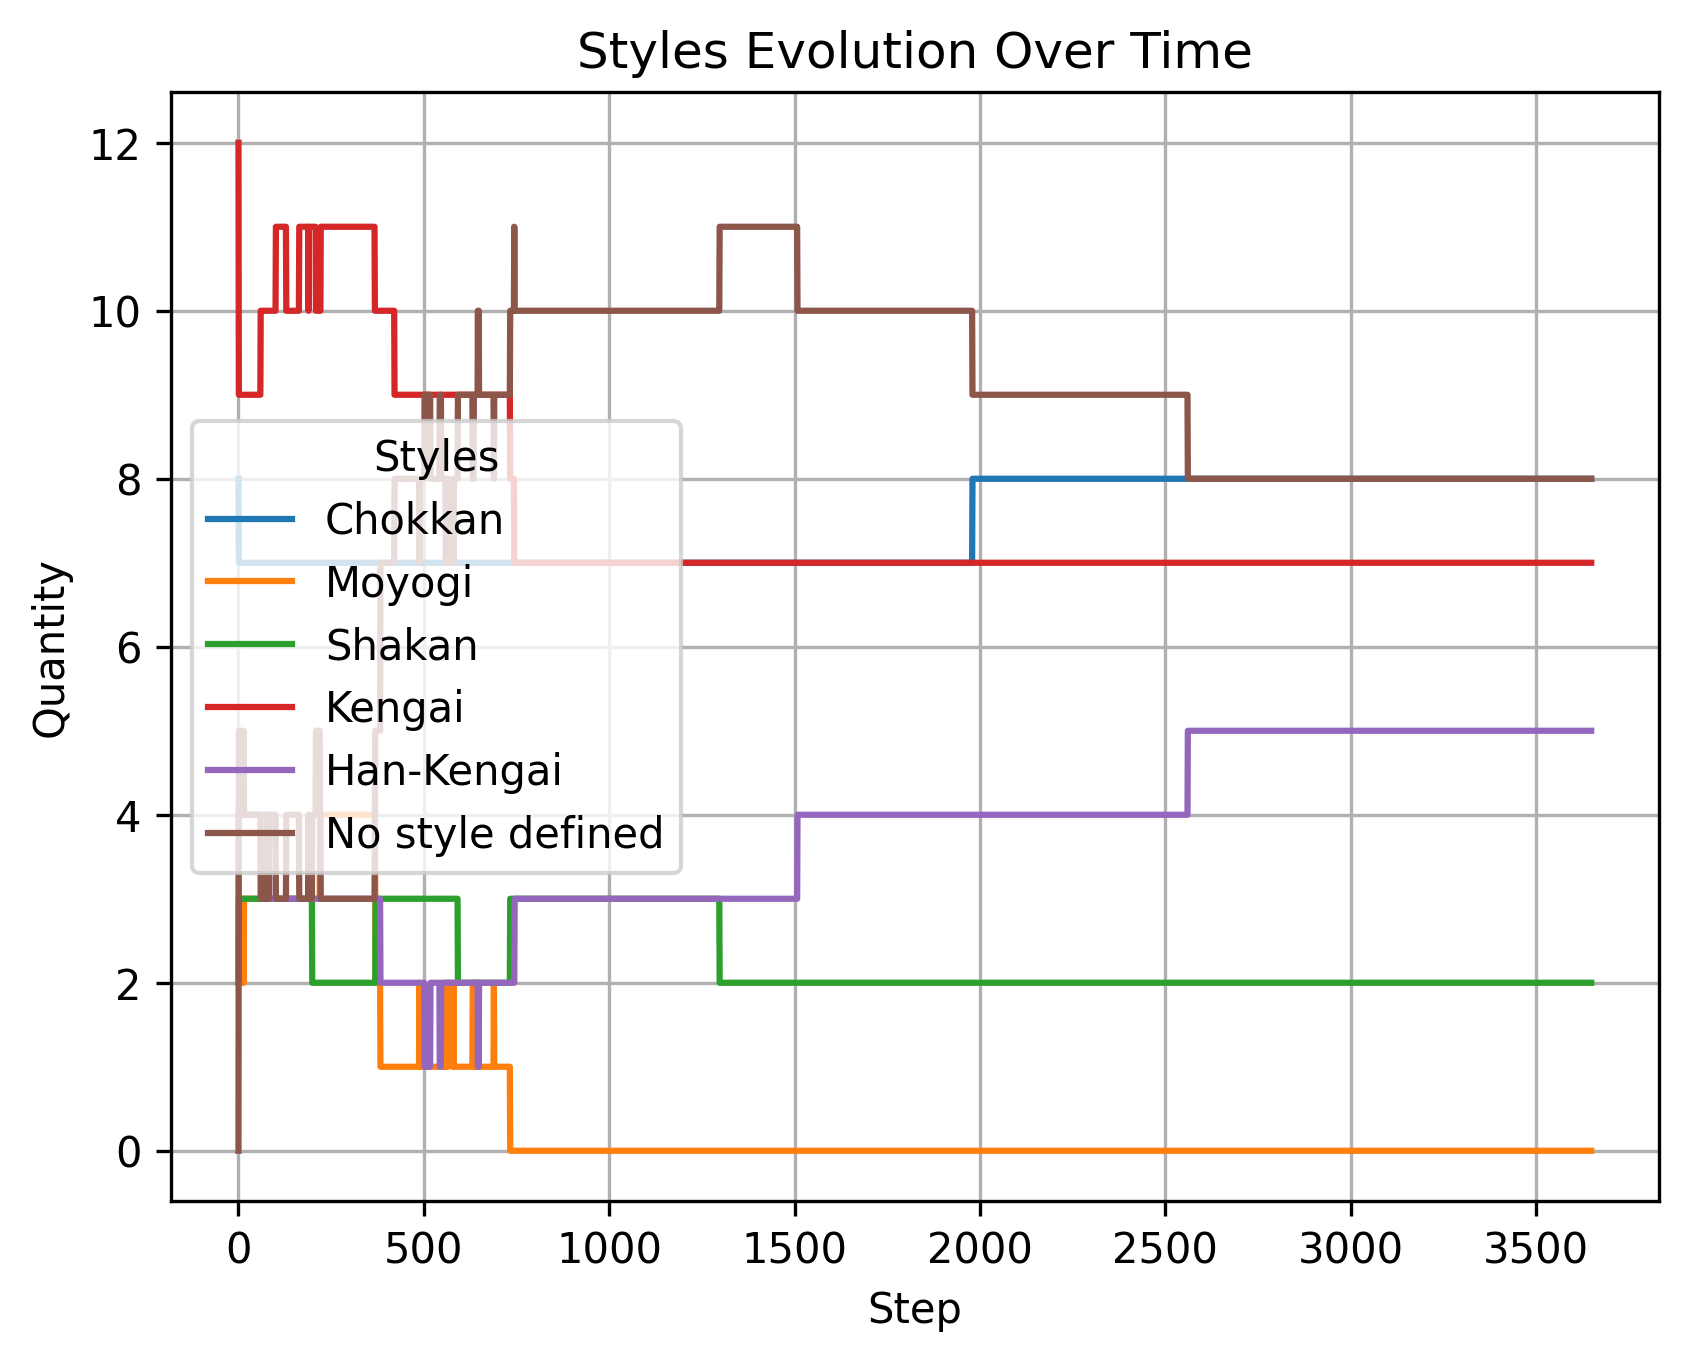 Styles Evolution Over Time
12
10
8
6
4
2
0
Quantity
Styles
Chokkan
Moyogi
Shakan
Kengai
Han-Kengai
No style defined
0 500 1000 1500 2000 2500 3000 3500
Step